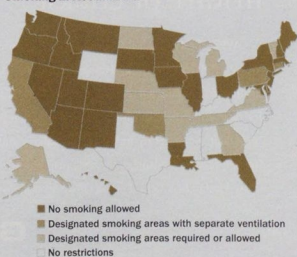 No smoking allowed
Designated smoking areas with separate ventilation
Designated smoking areas required or allowed
No restrictions